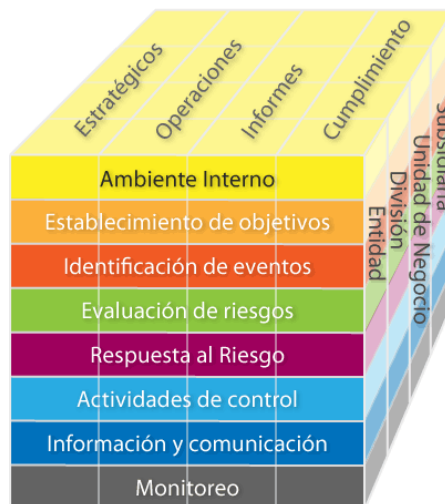 Estratégicos
Operaciones
Informes
Cumplimiento
Ambiente Interno
Establecimiento de objetivos
Identificación de eventos
Evaluación de riesgos
Respuesta al Riesgo
Actividades de control
Información y comunicación
Monitoreo
Entidad
División
Unidad de Negocio